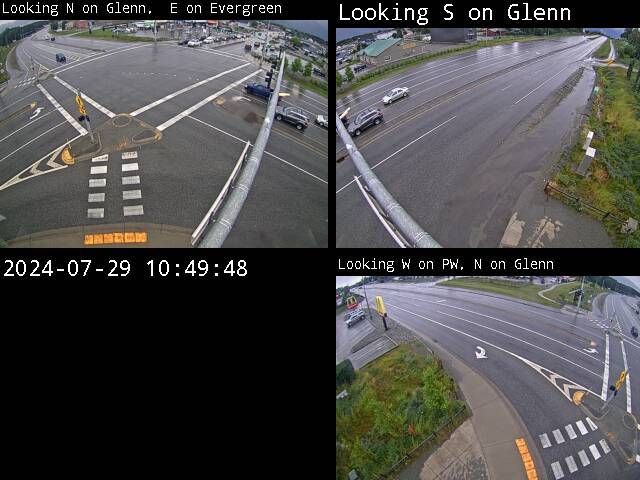 Looking N on Glenn,  E on Evergreen
Looking S on Glenn
2024-07-29 10:49:48
Looking W on PW, N on Glenn